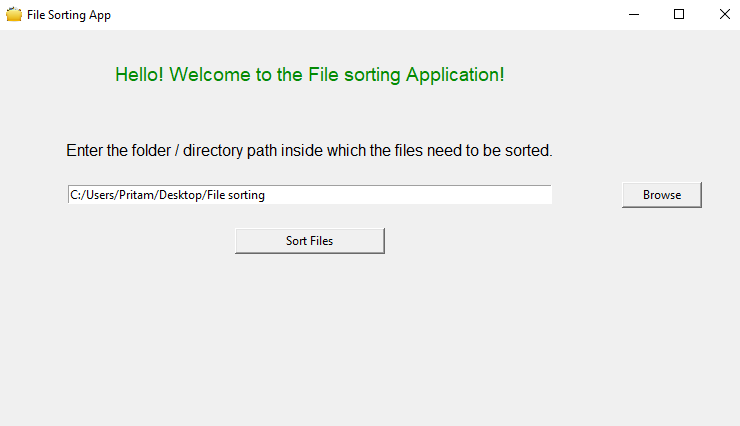 File Sorting App
Hello! Welcome to the File sorting Application!
Enter the folder / directory path inside which the files need to be sorted.
C:/Users/Pritam/Desktop/File sorting
Browse
Sort Files